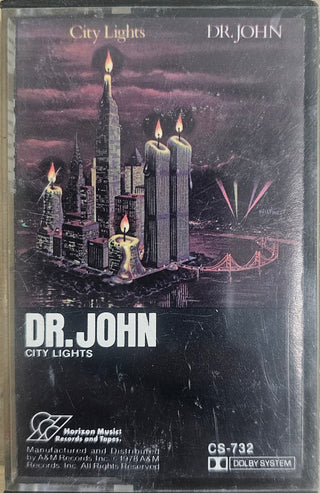 City Lights DR. JOHN
DR. JOHN
CITY LIGHTS
Horizon Music:
Records and Tapes.
Manufactured and Distributed
by A&M Records, Inc. ©1978 A&M
Records, Inc. All Rights Reserved
CS-732
DOLBY SYSTEM